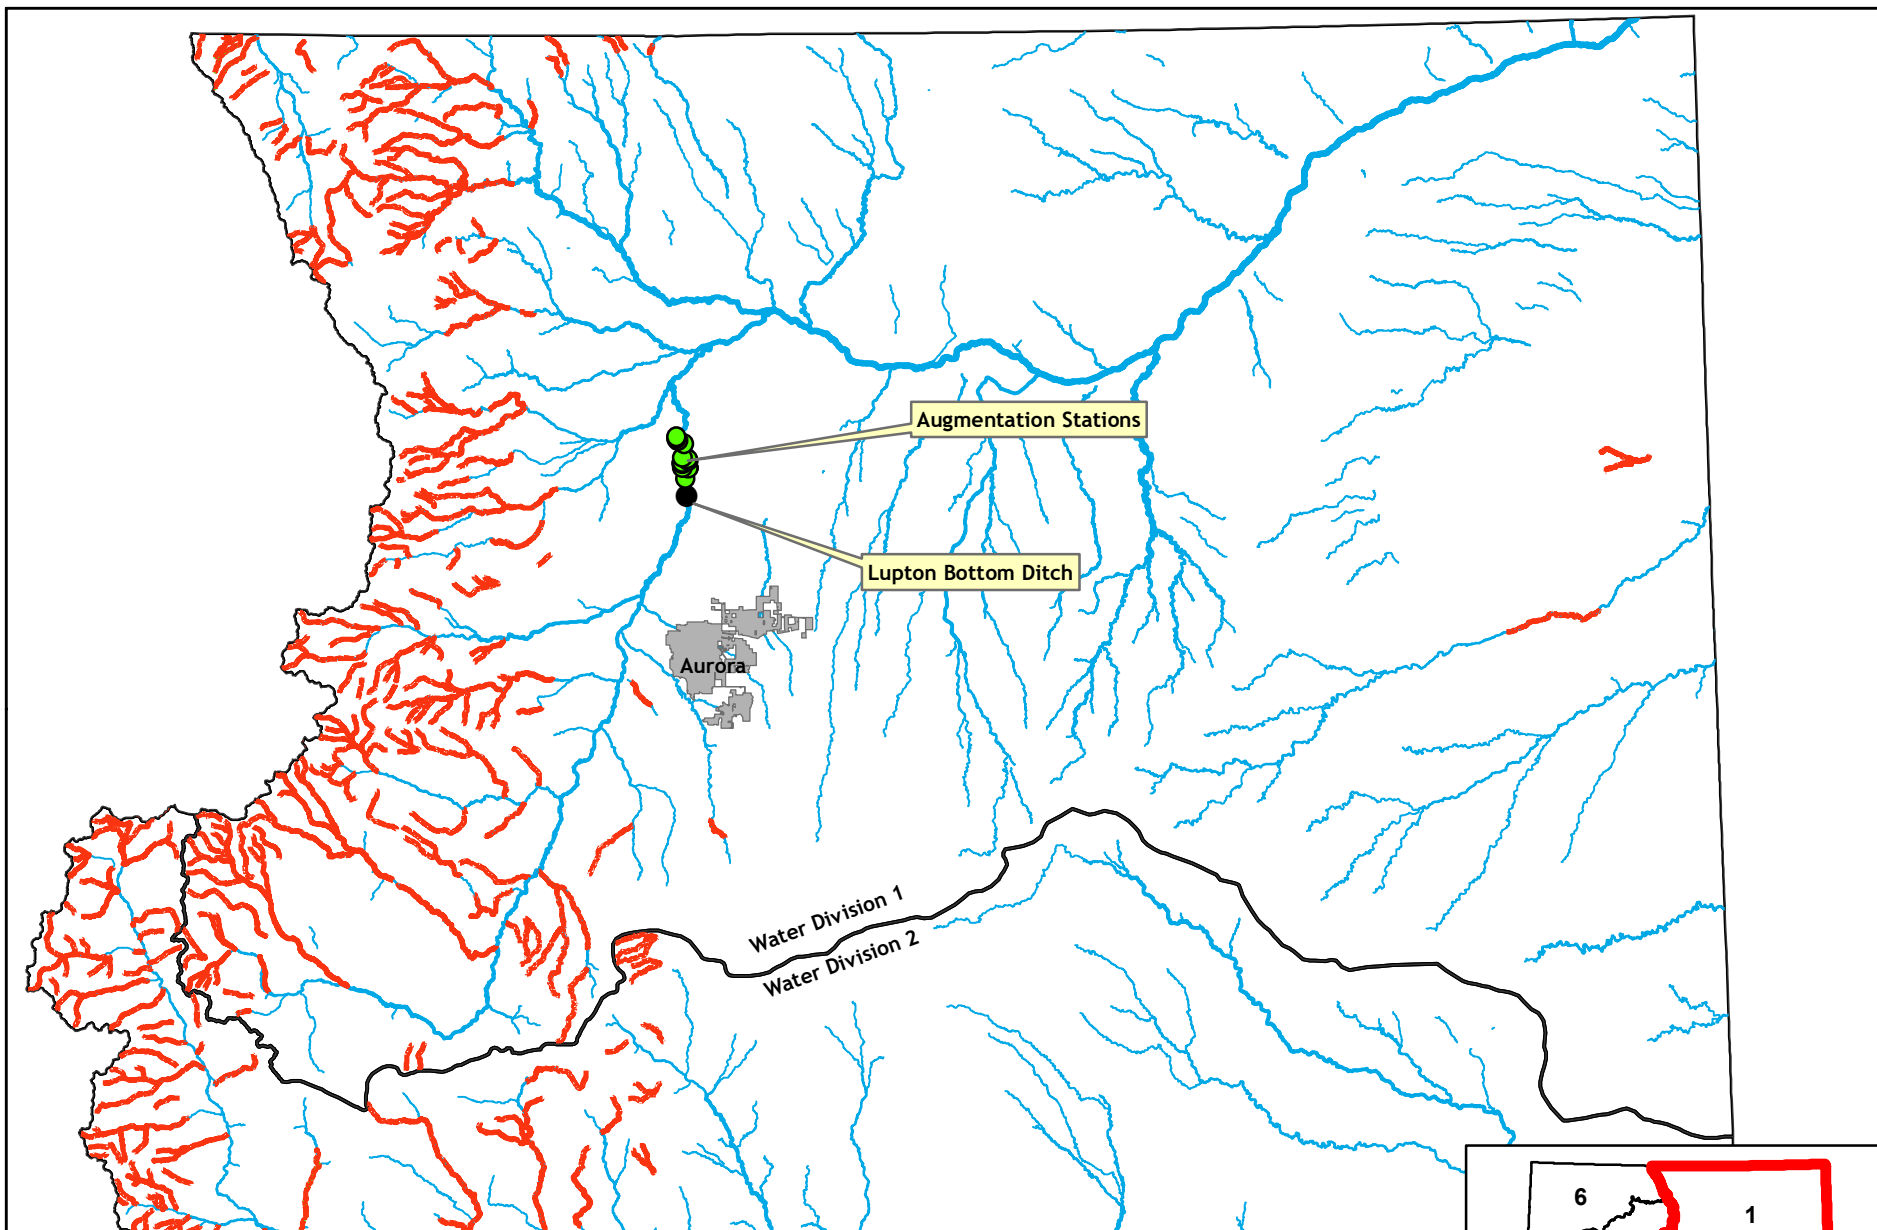 Augmentation Stations
Lupton Bottom Ditch
Aurora
Water Division 1
Water Division 2
6
1